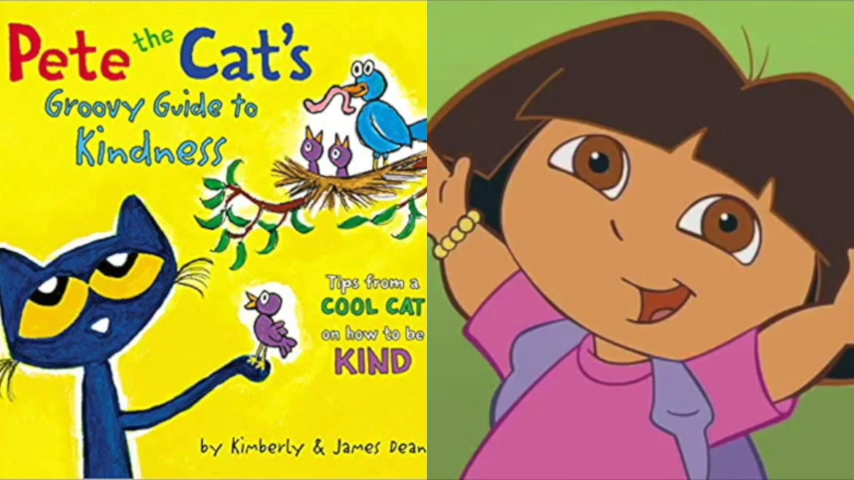 Pete the Cat's
Groovy Guide to
Kindness
Tips from a
COOL CAT
on how to be
KIND
by Kimberly & James Dean